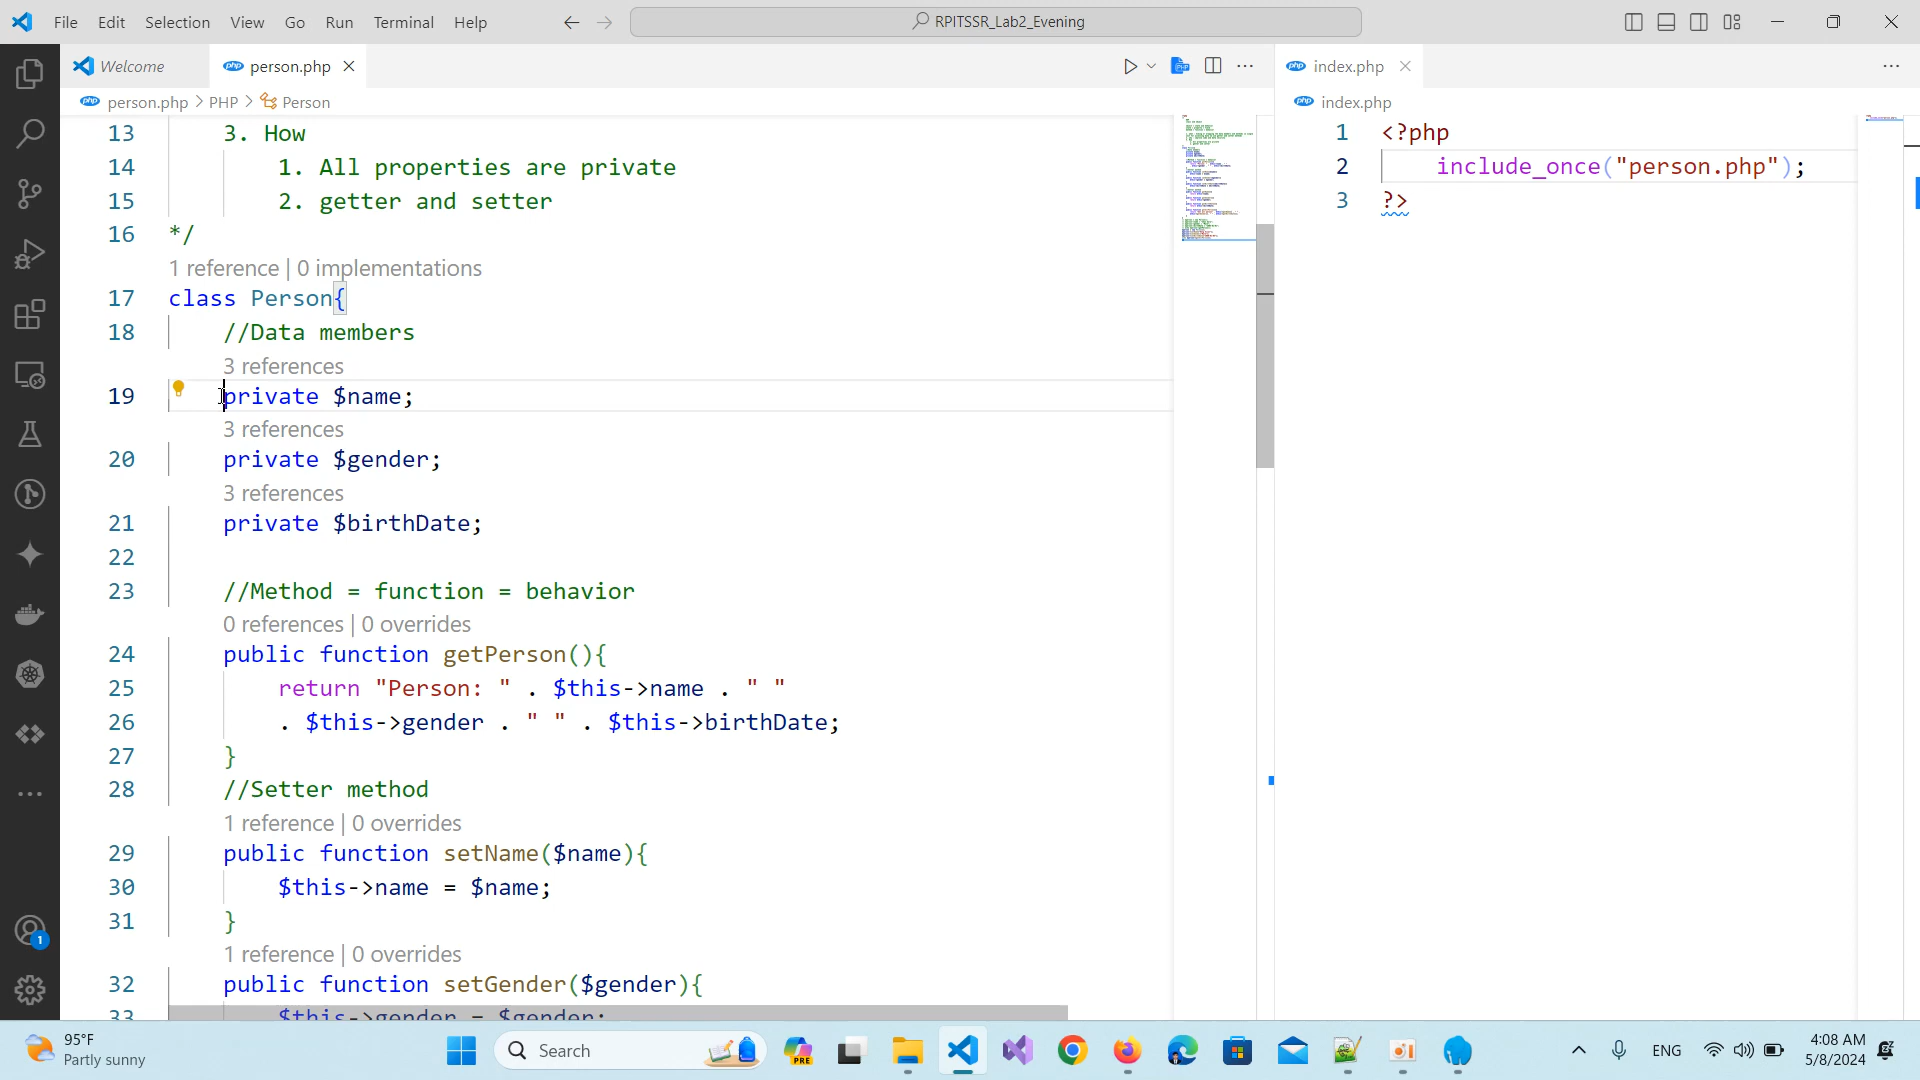 File Edit Selection View Go Run Terminal Help
RPITSSR_Lab2_Evening
Welcome
person.php
index.php
person.php > PHP > Person
index.php
13 3. How
14 1. All properties are private
15 2. getter and setter
16 */
1 reference | 0 implementations
17 class Person{
18 //Data members
3 references
19 private $name;
3 references
20 private $gender;
3 references
21 private $birthDate;
22
23 //Method = function = behavior
0 references | 0 overrides
24 public function getPerson(){
25 return "Person: " . $this->name . " "
26 . $this->gender . " " . $this->birthDate;
27 }
28 //Setter method
1 reference | 0 overrides
29 public function setName($name){
30 $this->name = $name;
31 }
1 reference | 0 overrides
32 public function setGender($gender){
33 $this->gender = $gender;
1 <?php
2 include_once("person.php");
3 ?>
1
95°F
Partly sunny
Search
PRE
ENG
4:08 AM
5/8/2024